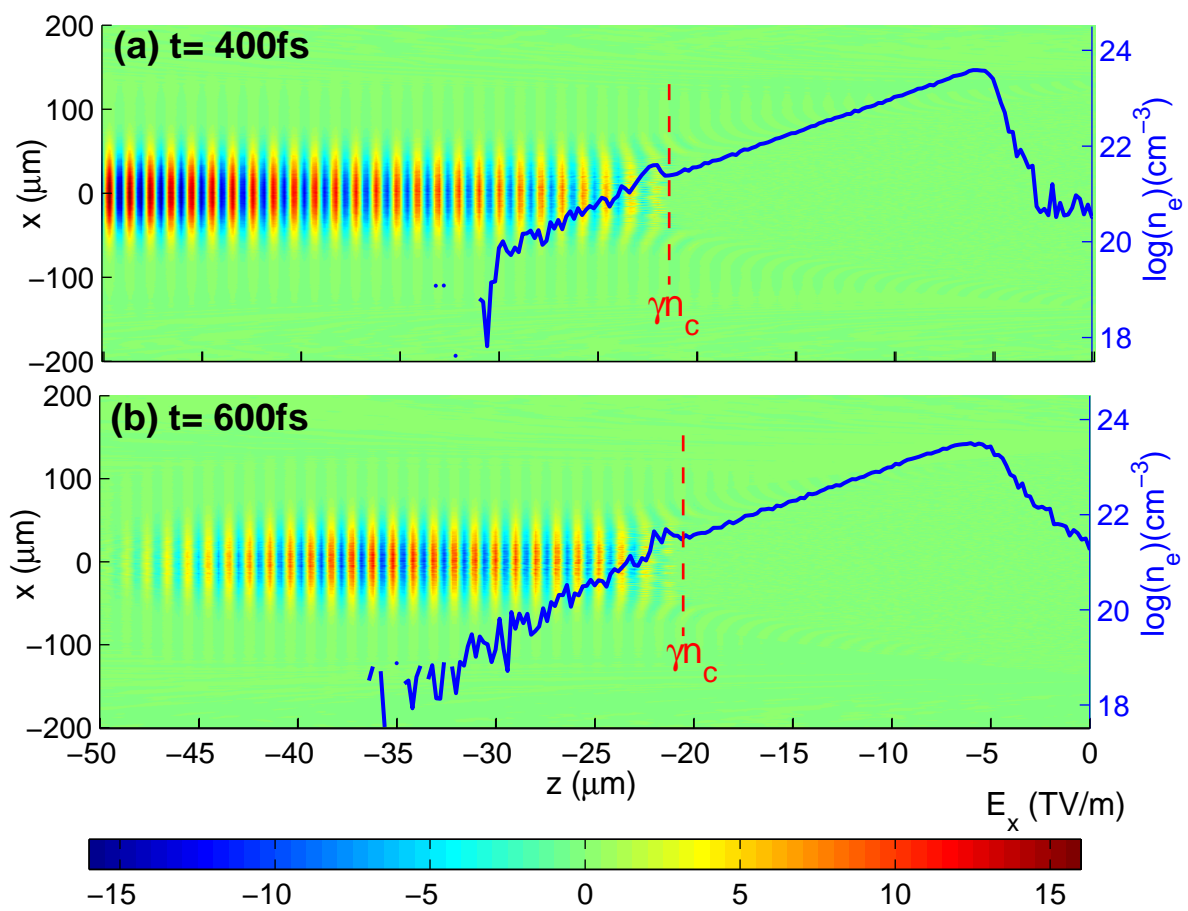 (a) t= 400fs
200
100
0
−100
−200
x (μm)
24
22
20
18
log(n_e)(cm^{−3})
γn_c
(b) t= 600fs
200
100
0
−100
−200
x (μm)
24
22
20
18
log(n_e)(cm^{−3})
γn_c
−50 −45 −40 −35 −30 −25 −20 −15 −10 −5 0
z (μm)
E_x (TV/m)
−15 −10 −5 0 5 10 15